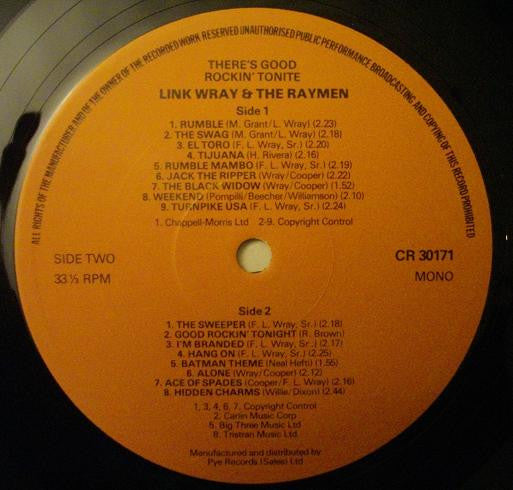 ALL RIGHTS OF THE MANUFACTURER AND OF THE OWNER OF THE RECORDED WORK RESERVED UNAUTHORISED PUBLIC PERFORMANCE BROADCASTING AND COPYING OF THIS RECORD PROHIBITED
THERE'S GOOD
ROCKIN' TONITE
LINK WRAY & THE RAYMEN
Side 1
1. RUMBLE (M. Grant/L. Wray) (2.23)
2. THE SWAG (M. Grant/L. Wray) (2.18)
3. EL TORO (F. L. Wray, Sr.) (2.20)
4. TIJUANA (H. Rivera) (2.16)
5. RUMBLE MAMBO (F. L. Wray, Sr.) (2.19)
6. JACK THE RIPPER (Wray/Cooper) (2.22)
7. THE BLACK WIDOW (Wray/Cooper) (1.52)
8. WEEKEND (Pompilii/Beecher/Williamson) (2.10)
9. TURNPIKE USA (F. L. Wray, Sr.) (2.24)
1. Chappell-Morris Ltd 2-9. Copyright Control
SIDE TWO
33⅓ RPM
CR 30171
MONO
Side 2
1. THE SWEEPER (F. L. Wray, Sr.) (2.18)
2. GOOD ROCKIN' TONIGHT (R. Brown)
3. I'M BRANDED (F. L. Wray, Sr.,) (2.17)
4. HANG ON (F. L. Wray, Sr.) (2.25)
5. BATMAN THEME (Neal Hefti) (1.55)
6. ALONE (Wray/Cooper) (2.12)
7. ACE OF SPADES (Cooper/F. L. Wray) (2.16)
8. HIDDEN CHARMS (Willie/Dixon) (2.44)
1, 3, 4, 6, 7. Copyright Control
2. Carlin Music Corp
5. Big Three Music Ltd
8. Tristran Music Ltd
Manufactured and distributed by
Pye Records (Sales) Ltd